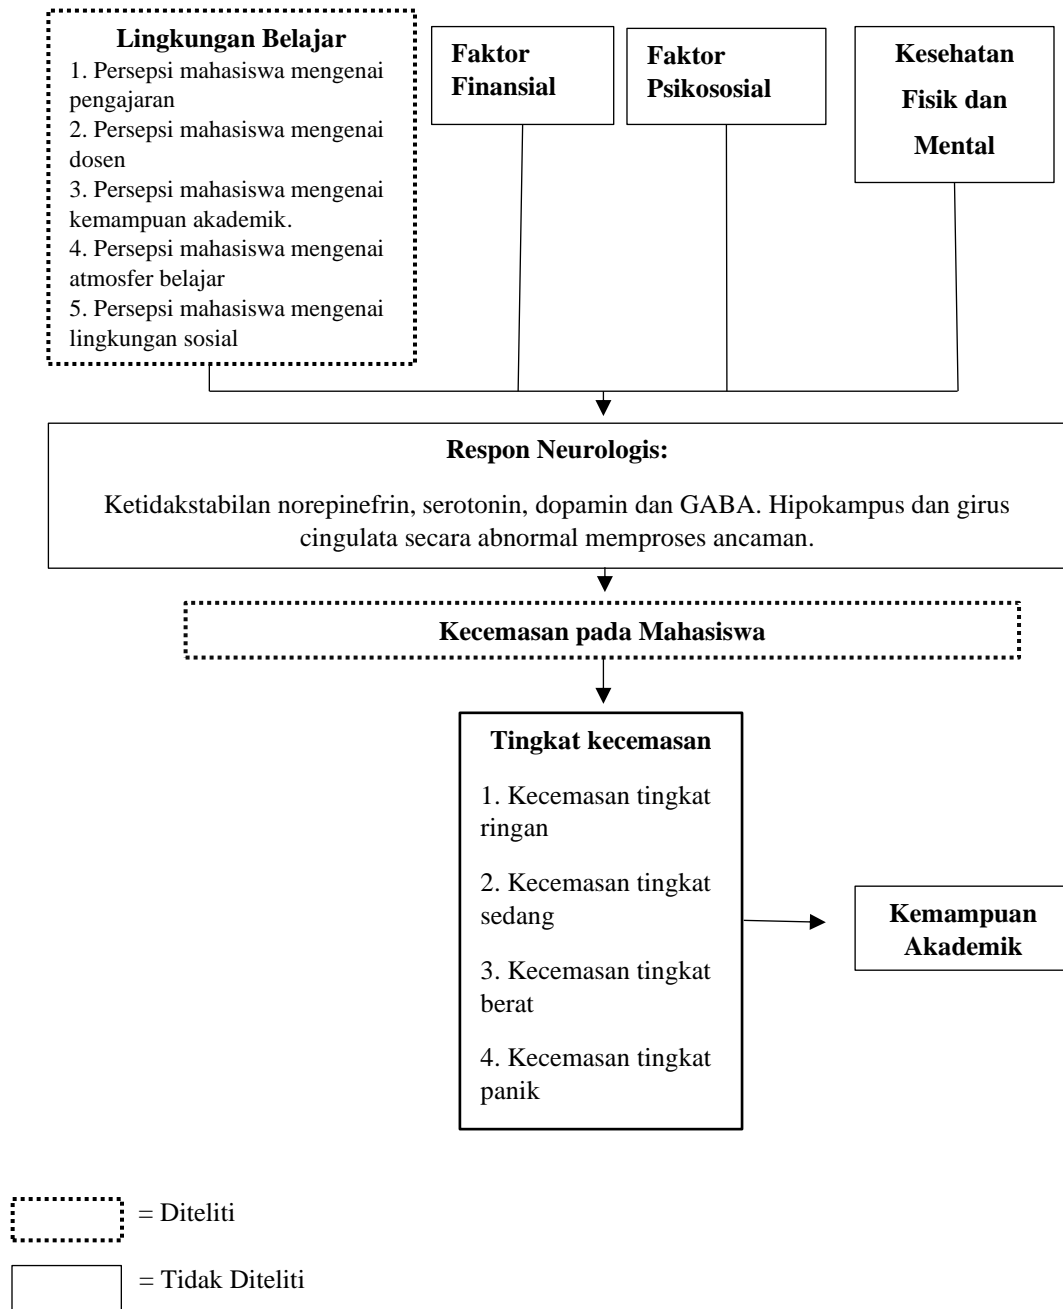 Lingkungan Belajar
1. Persepsi mahasiswa mengenai
pengajaran
2. Persepsi mahasiswa mengenai
dosen
3. Persepsi mahasiswa mengenai
kemampuan akademik.
4. Persepsi mahasiswa mengenai
atmosfer belajar
5. Persepsi mahasiswa mengenai
lingkungan sosial
Faktor
Finansial
Faktor
Psikososial
Kesehatan
Fisik dan
Mental
Respon Neurologis:
Ketidakstabilan norepinefrin, serotonin, dopamin dan GABA. Hipokampus dan girus
cingulata secara abnormal memproses ancaman.
Kecemasan pada Mahasiswa
Tingkat kecemasan
1. Kecemasan tingkat
ringan
2. Kecemasan tingkat
sedang
3. Kecemasan tingkat
berat
4. Kecemasan tingkat
panik
Kemampuan
Akademik
= Diteliti
= Tidak Diteliti